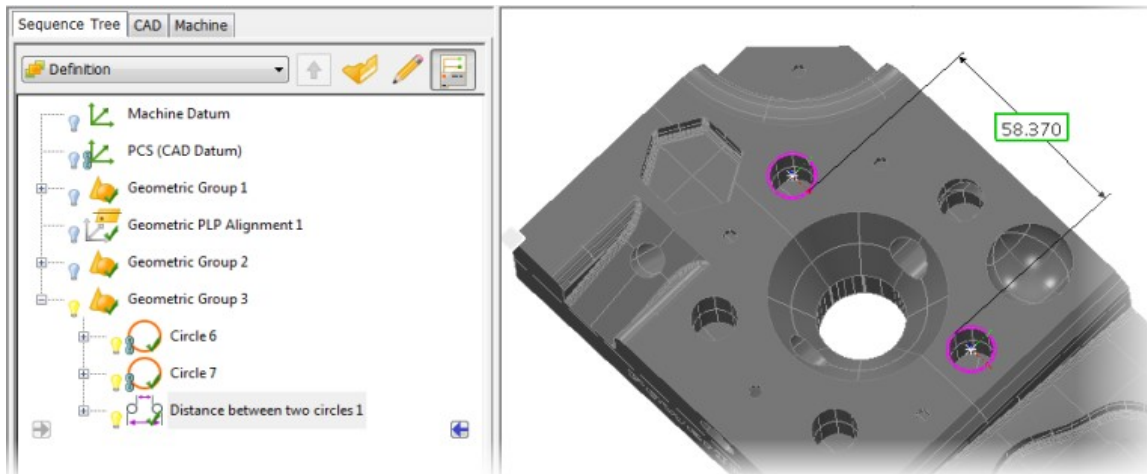 Sequence Tree CAD Machine
Definition
Machine Datum
PCS (CAD Datum)
Geometric Group 1
Geometric PLP Alignment 1
Geometric Group 2
Geometric Group 3
Circle 6
Circle 7
Distance between two circles 1
58.370